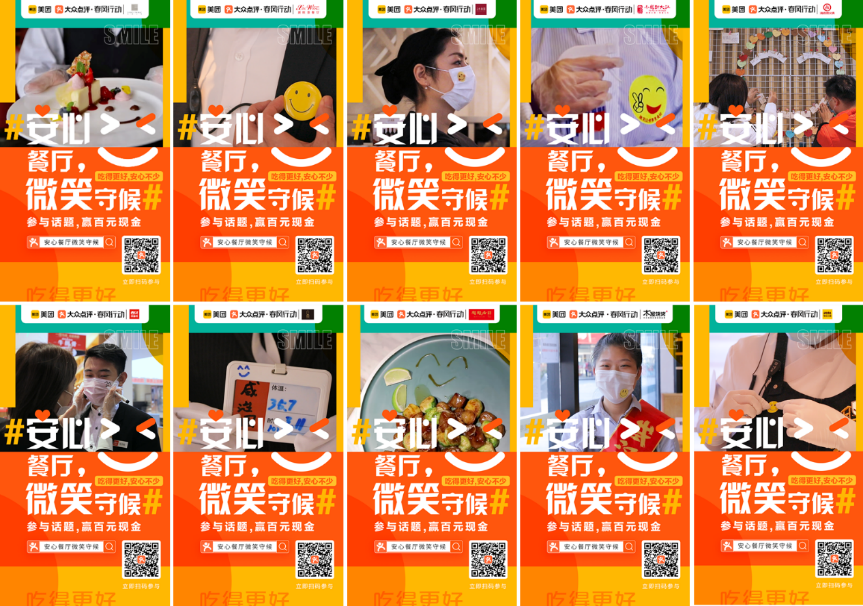 美团 大众点评·春风行动
SMILE
#安心
餐厅，
吃得更好,安心不少
微笑守候#
参与话题,赢百元现金
安心餐厅微笑守候
立即扫码参与
吃得更好
美团 大众点评·春风行动
SMILE
#安心
餐厅，
吃得更好,安心不少
微笑守候#
参与话题,赢百元现金
安心餐厅微笑守候
立即扫码参与
吃得更好
美团 大众点评·春风行动
SMILE
#安心
餐厅，
吃得更好,安心不少
微笑守候#
参与话题,赢百元现金
安心餐厅微笑守候
立即扫码参与
吃得更好
美团 大众点评·春风行动
SMILE
#安心
餐厅，
吃得更好,安心不少
微笑守候#
参与话题,赢百元现金
安心餐厅微笑守候
立即扫码参与
吃得更好
美团 大众点评·春风行动
SMILE
#安心
餐厅，
吃得更好,安心不少
微笑守候#
参与话题,赢百元现金
安心餐厅微笑守候
立即扫码参与
吃得更好
美团 大众点评·春风行动
SMILE
#安心
餐厅，
吃得更好,安心不少
微笑守候#
参与话题,赢百元现金
安心餐厅微笑守候
立即扫码参与
吃得更好
美团 大众点评·春风行动
SMILE
体温:
36.7
#安心
餐厅，
吃得更好,安心不少
微笑守候#
参与话题,赢百元现金
安心餐厅微笑守候
立即扫码参与
吃得更好
美团 大众点评·春风行动
SMILE
#安心
餐厅，
吃得更好,安心不少
微笑守候#
参与话题,赢百元现金
安心餐厅微笑守候
立即扫码参与
吃得更好
美团 大众点评·春风行动 木屋烧烤
SMILE
#安心
餐厅，
吃得更好,安心不少
微笑守候#
参与话题,赢百元现金
安心餐厅微笑守候
立即扫码参与
吃得更好
美团 大众点评·春风行动
SMILE
#安心
餐厅，
吃得更好,安心不少
微笑守候#
参与话题,赢百元现金
安心餐厅微笑守候
立即扫码参与
吃得更好